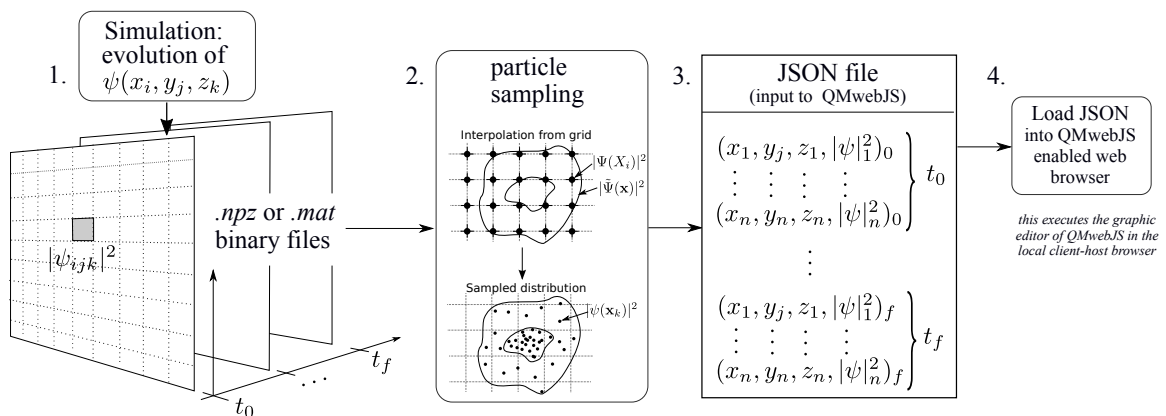 1.
Simulation:
evolution of
ψ(x_i, y_j, z_k)
|ψ_{ijk}|^2
.npz or .mat
binary files
t_0
...
t_f
2.
particle
sampling
Interpolation from grid
|Ψ(X_i)|^2
|Ψ̃(𝐱)|^2
Sampled distribution
|ψ(𝐱_k)|^2
3.
JSON file
(input to QMwebJS)
(x_1, y_j, z_1, |ψ|^2_1)_0
⋮ ⋮ ⋮ ⋮
(x_n, y_n, z_n, |ψ|^2_n)_0
t_0
⋮
(x_1, y_j, z_1, |ψ|^2_1)_f
⋮ ⋮ ⋮ ⋮
(x_n, y_n, z_n, |ψ|^2_n)_f
t_f
4.
Load JSON
into QMwebJS
enabled web
browser
this executes the graphic
editor of QMwebJS in the
local client-host browser